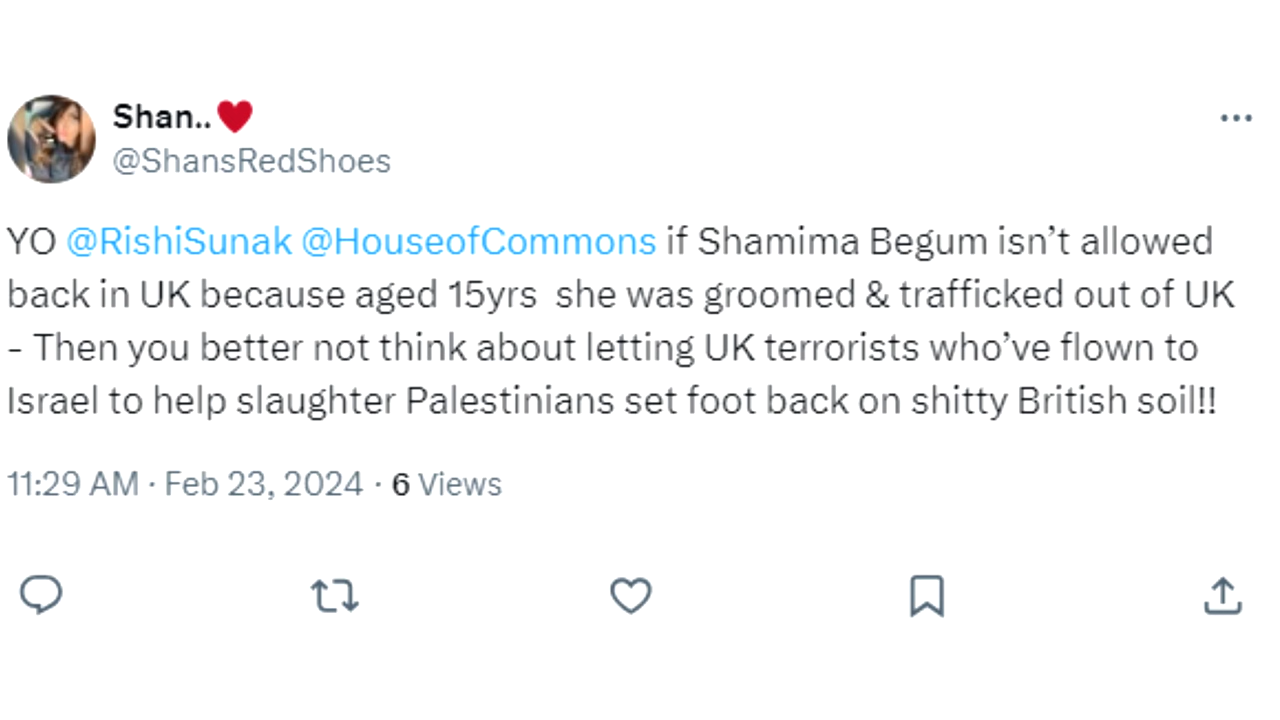 Shan..❤️
@ShansRedShoes
YO @RishiSunak @HouseofCommons if Shamima Begum isn’t allowed
back in UK because aged 15yrs  she was groomed & trafficked out of UK
- Then you better not think about letting UK terrorists who’ve flown to
Israel to help slaughter Palestinians set foot back on shitty British soil!!
11:29 AM · Feb 23, 2024 · 6 Views